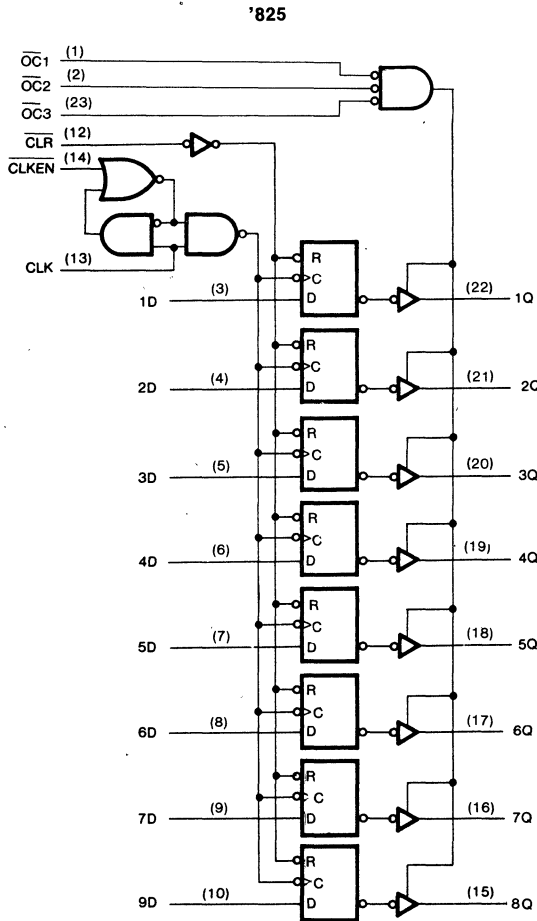 '825
OC1 (1)
OC2 (2)
OC3 (23)
CLR (12)
CLKEN (14)
CLK (13)
R
C
1D (3) D (22) 1Q
R
C
2D (4) D (21) 2Q
R
C
3D (5) D (20) 3Q
R
C
4D (6) D (19) 4Q
R
C
5D (7) D (18) 5Q
R
C
6D (8) D (17) 6Q
R
C
7D (9) D (16) 7Q
R
C
9D (10) D (15) 8Q